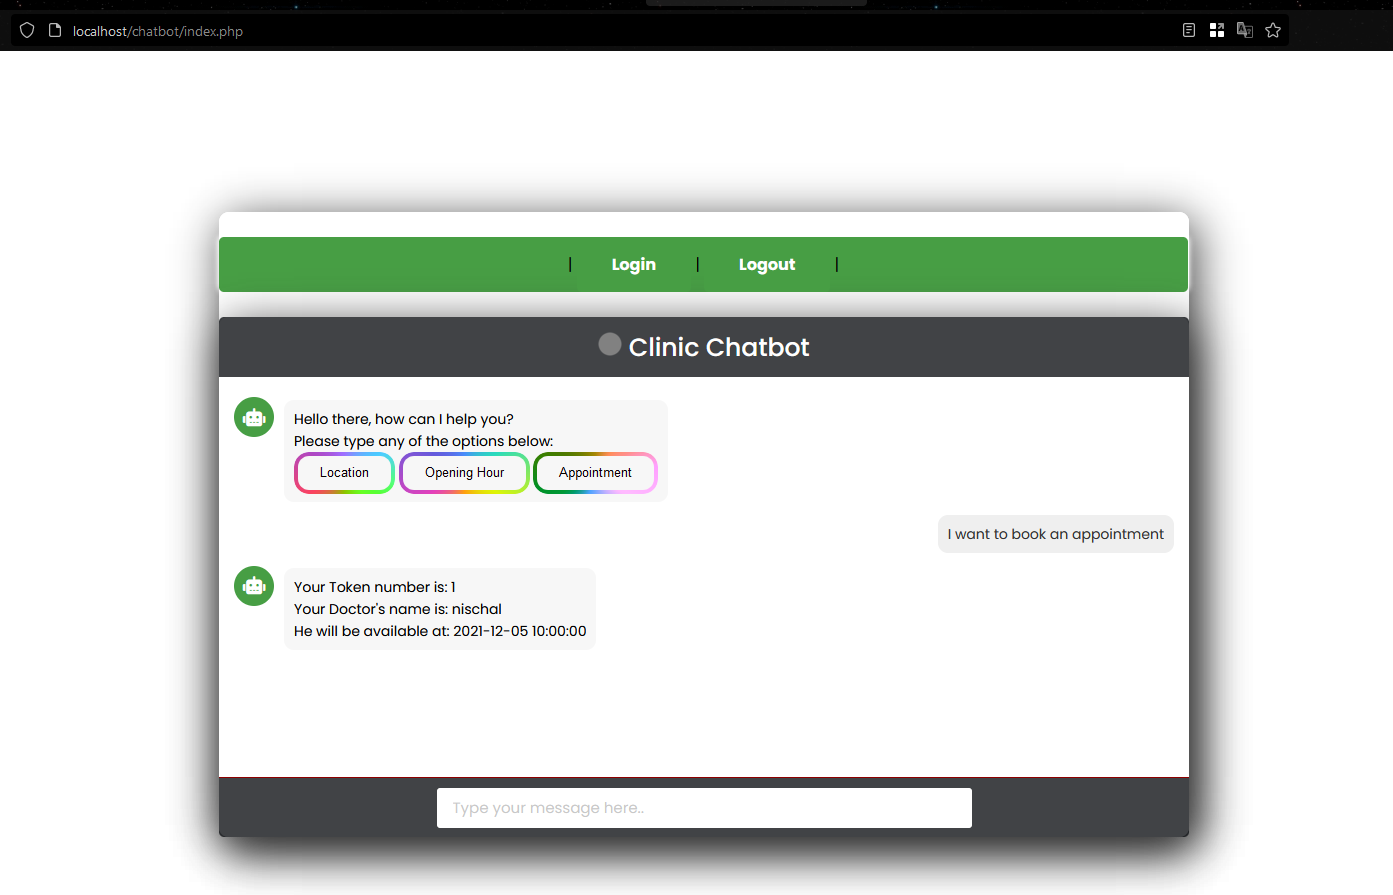 localhost/chatbot/index.php
| Login | Logout |
Clinic Chatbot
Hello there, how can I help you?
Please type any of the options below:
Location Opening Hour Appointment
I want to book an appointment
Your Token number is: 1
Your Doctor's name is: nischal
He will be available at: 2021-12-05 10:00:00
Type your message here..